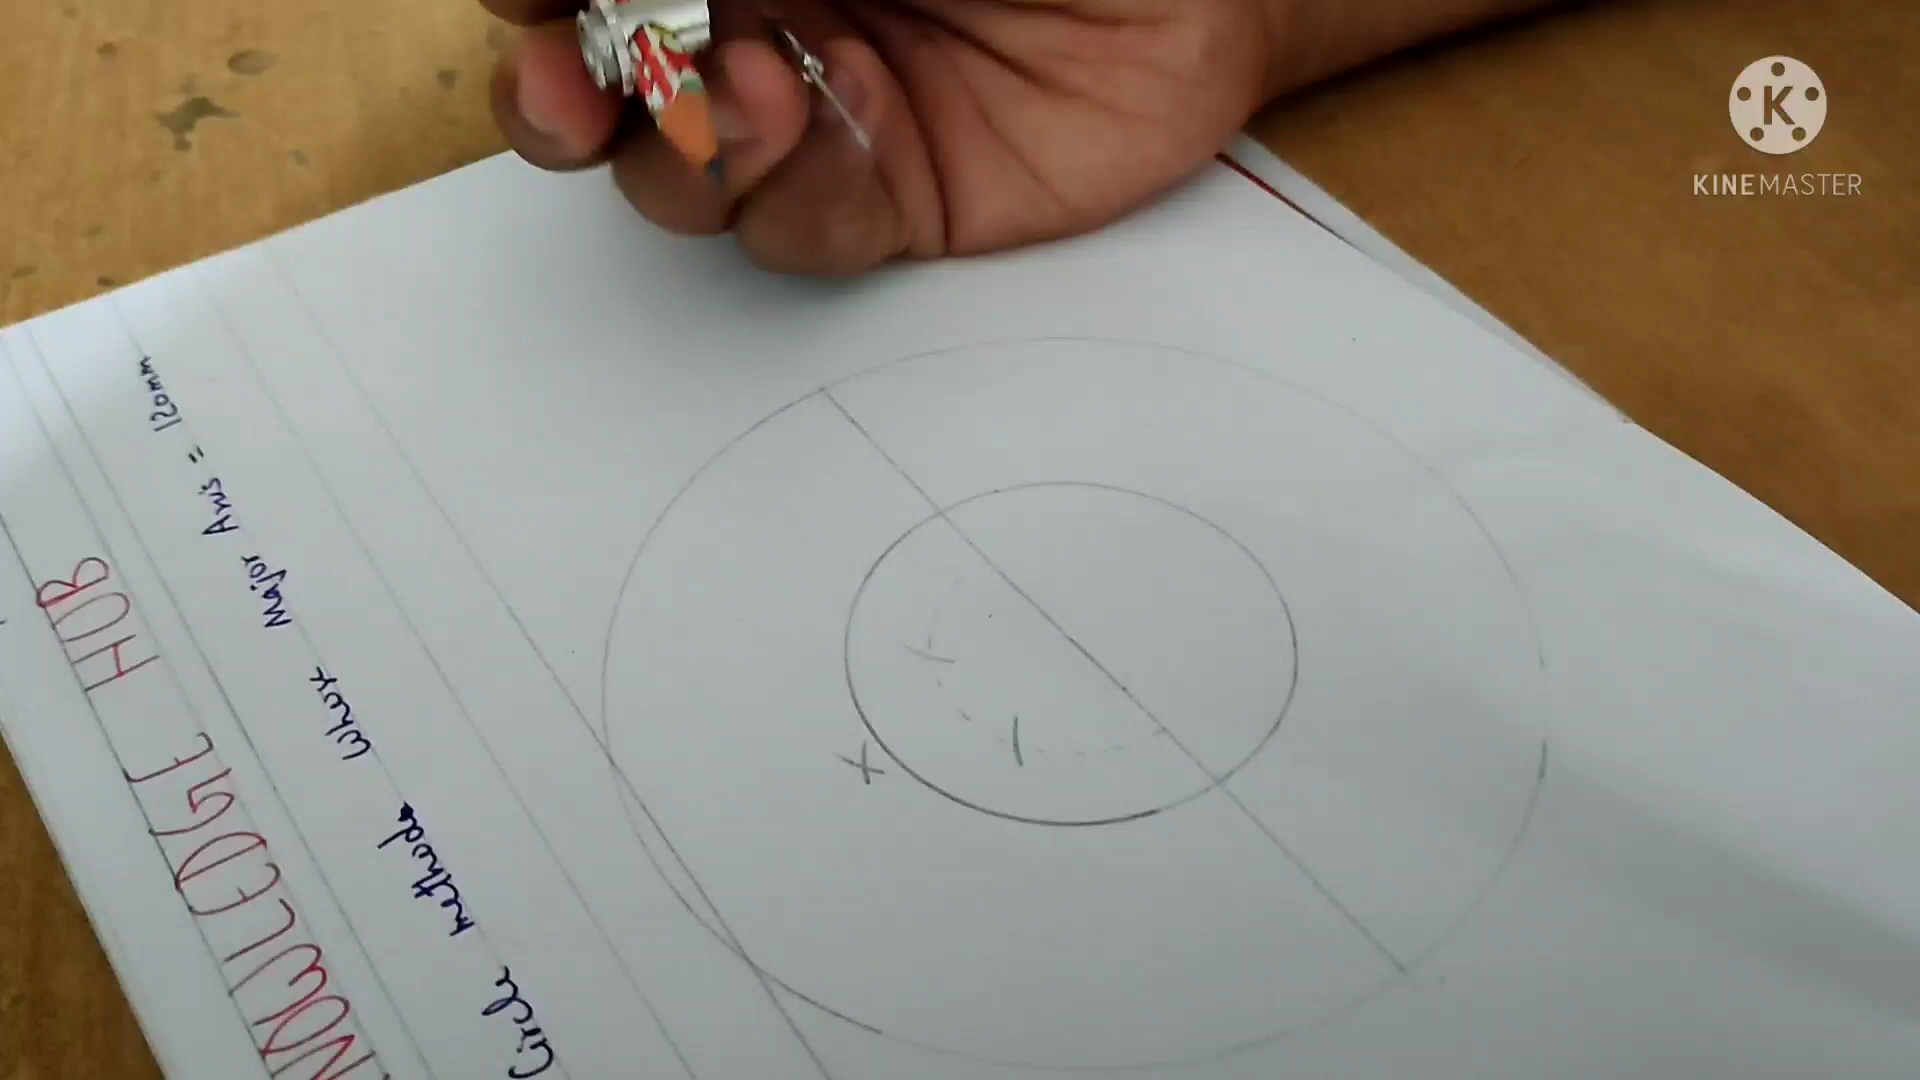 NOWLEDGE HUB
Circle method. When Major Axis = 120mm
X
KINEMASTER